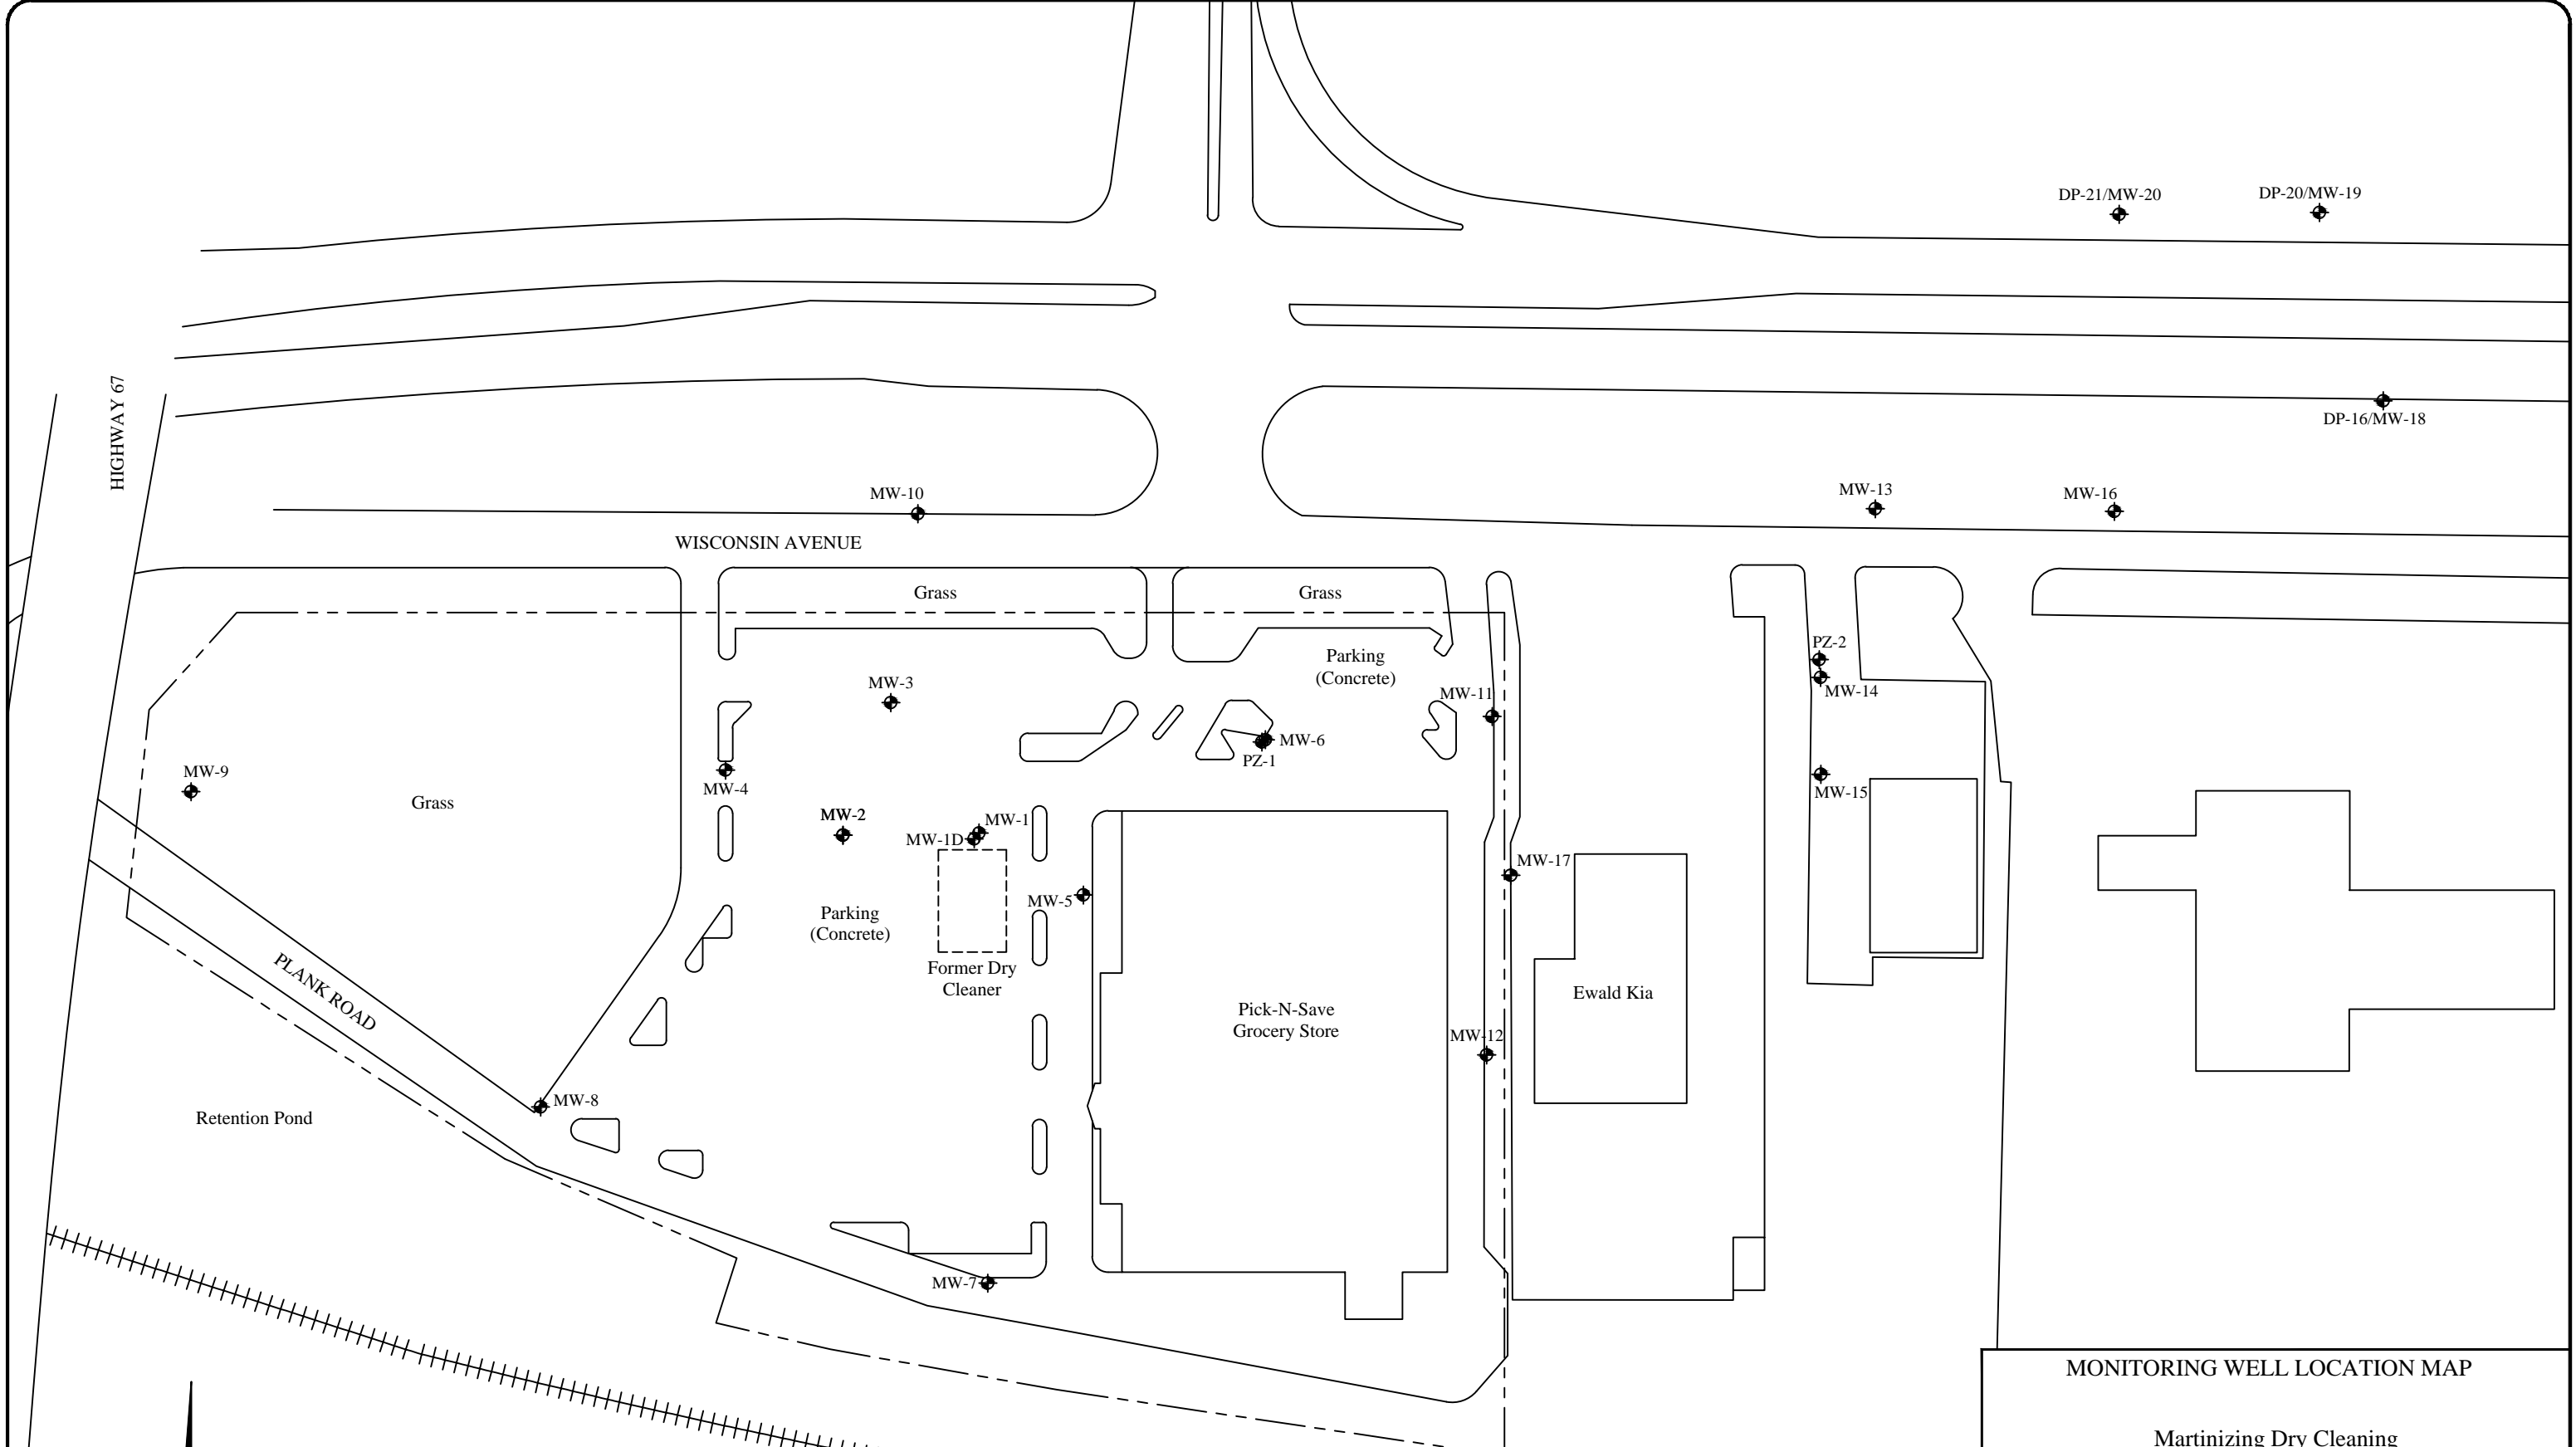 DP-21/MW-20
DP-20/MW-19
HIGHWAY 67
DP-16/MW-18
MW-10
MW-13
MW-16
WISCONSIN AVENUE
Grass
Grass
Parking
(Concrete)
PZ-2
MW-14
MW-3
MW-11
MW-6
PZ-1
MW-9
MW-4
MW-15
Grass
MW-2
MW-1
MW-1D
MW-17
MW-5
Parking
(Concrete)
Former Dry
Cleaner
PLANK ROAD
Ewald Kia
Pick-N-Save
Grocery Store
MW-12
MW-8
Retention Pond
MW-7
MONITORING WELL LOCATION MAP
Martinizing Dry Cleaning